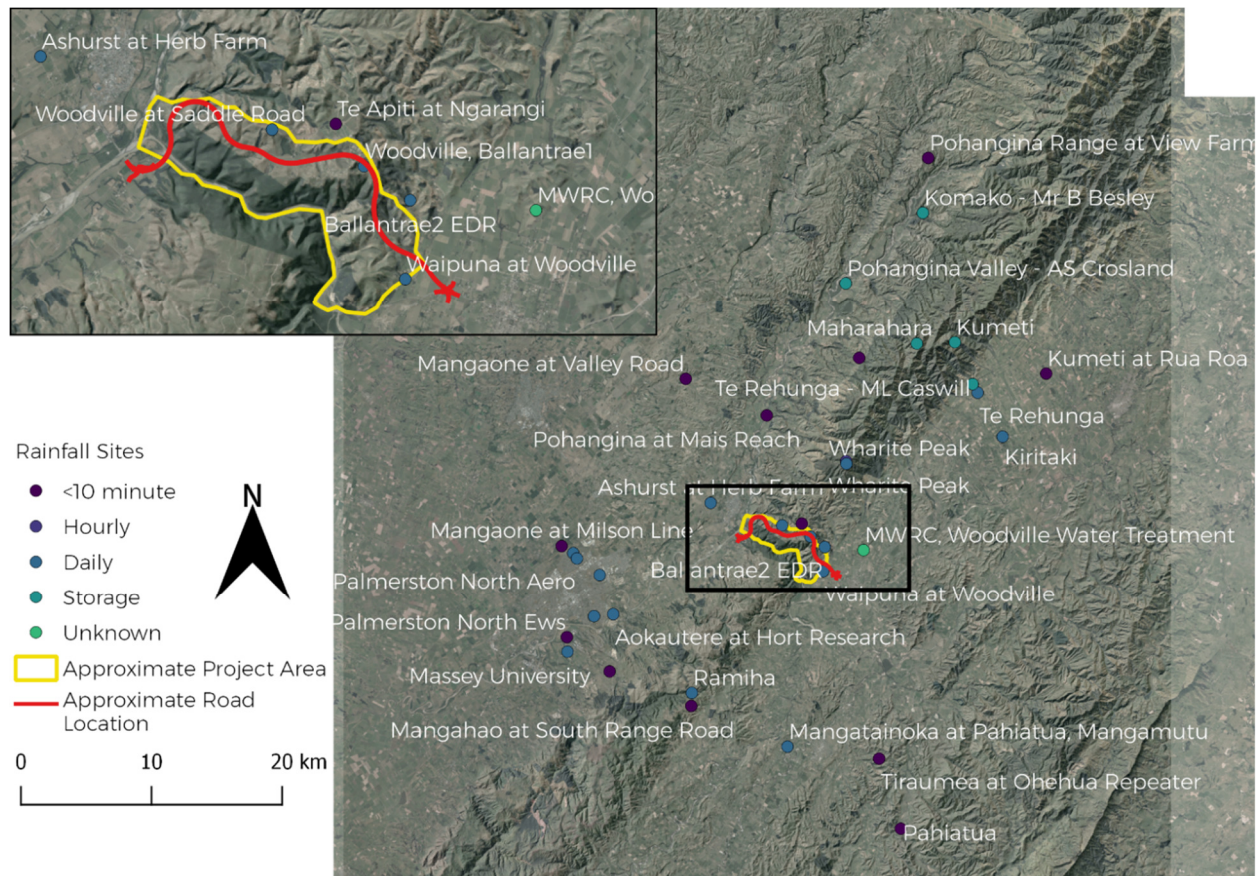 Ashurst at Herb Farm
Woodville at Saddle Road
Te Apiti at Ngarangi
Woodville, Ballantrae1
MWRC, Wo
Ballantrae2 EDR
Waipuna at Woodville
Pohangina Range at View Farm
Komako - Mr B Besley
Pohangina Valley - AS Crosland
Maharahara
Kumeti
Mangaone at Valley Road
Kumeti at Rua Roa
Te Rehunga - ML Caswill
Te Rehunga
Pohangina at Mais Reach
Wharite Peak
Kiritaki
Ashurst at Herb Farm
Wharite Peak
Mangaone at Milson Line
MWRC, Woodville Water Treatment
Palmerston North Aero
Ballantrae2 EDR
Waipuna at Woodville
Palmerston North Ews
Aokautere at Hort Research
Massey University
Ramiha
Mangahao at South Range Road
Mangatainoka at Pahiatua, Mangamutu
Tiraumea at Ohehua Repeater
Pahiatua
Rainfall Sites
<10 minute
Hourly
Daily
Storage
Unknown
Approximate Project Area
Approximate Road
Location
N
0 10 20 km